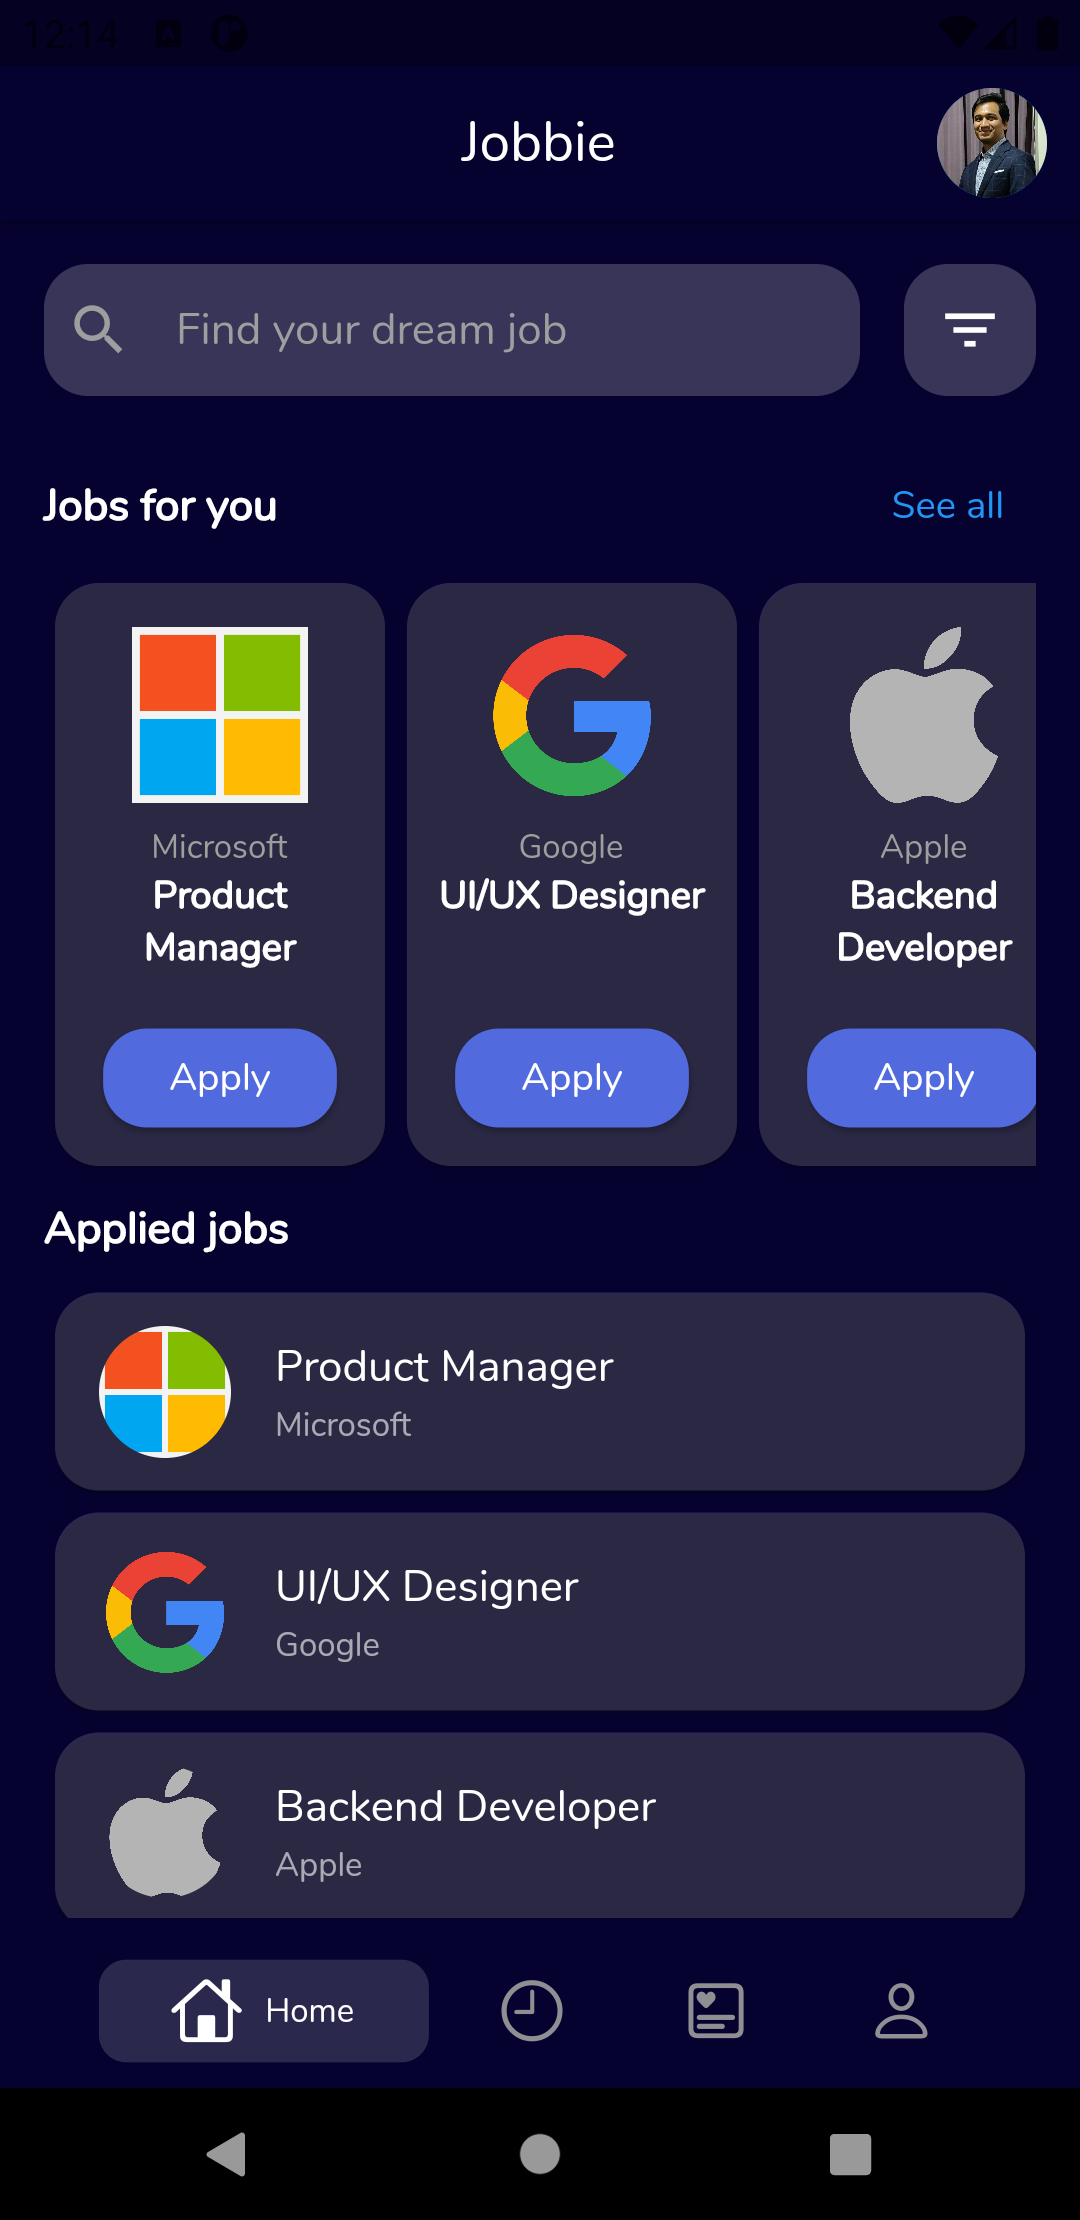 12:14
Jobbie
Find your dream job
Jobs for you
See all
Microsoft
Product
Manager
Apply
Google
UI/UX Designer
Apply
Apple
Backend
Developer
Apply
Applied jobs
Product Manager
Microsoft
UI/UX Designer
Google
Backend Developer
Apple
Home